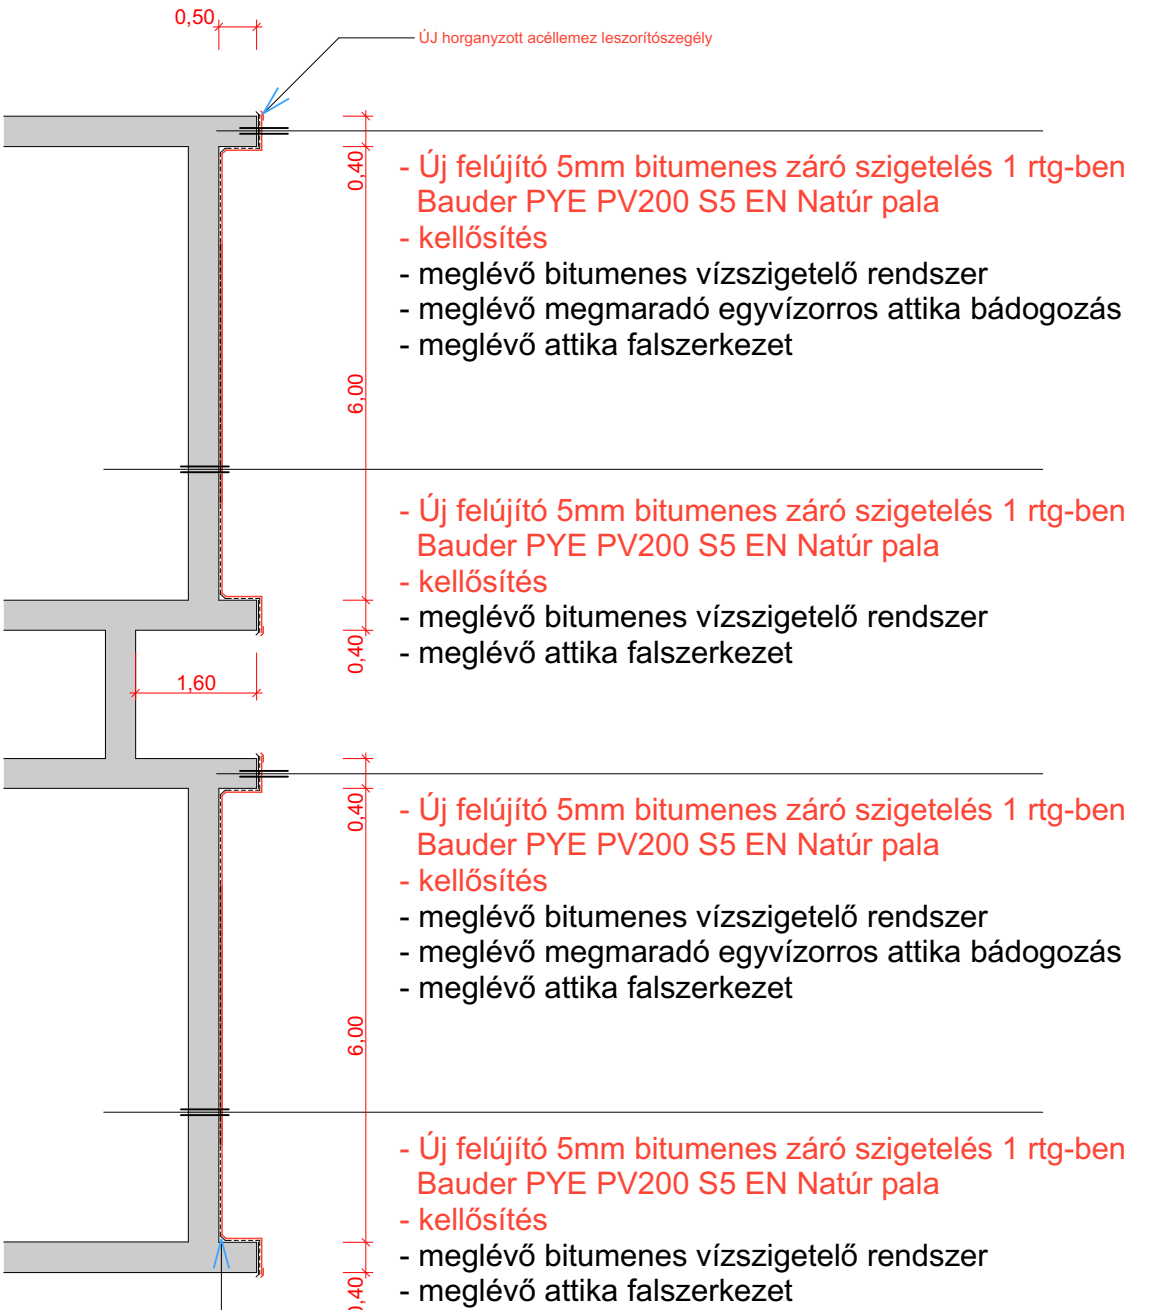 0,50
ÚJ horganyzott acéllemez leszorítószegély
0,40
- Új felújító 5mm bitumenes záró szigetelés 1 rtg-ben
Bauder PYE PV200 S5 EN Natúr pala
- kellősítés
- meglévő bitumenes vízszigetelő rendszer
- meglévő megmaradó egyvízorros attika bádogozás
- meglévő attika falszerkezet
6,00
- Új felújító 5mm bitumenes záró szigetelés 1 rtg-ben
Bauder PYE PV200 S5 EN Natúr pala
- kellősítés
- meglévő bitumenes vízszigetelő rendszer
- meglévő attika falszerkezet
0,40
1,60
0,40
- Új felújító 5mm bitumenes záró szigetelés 1 rtg-ben
Bauder PYE PV200 S5 EN Natúr pala
- kellősítés
- meglévő bitumenes vízszigetelő rendszer
- meglévő megmaradó egyvízorros attika bádogozás
- meglévő attika falszerkezet
6,00
- Új felújító 5mm bitumenes záró szigetelés 1 rtg-ben
Bauder PYE PV200 S5 EN Natúr pala
- kellősítés
- meglévő bitumenes vízszigetelő rendszer
- meglévő attika falszerkezet
0,40